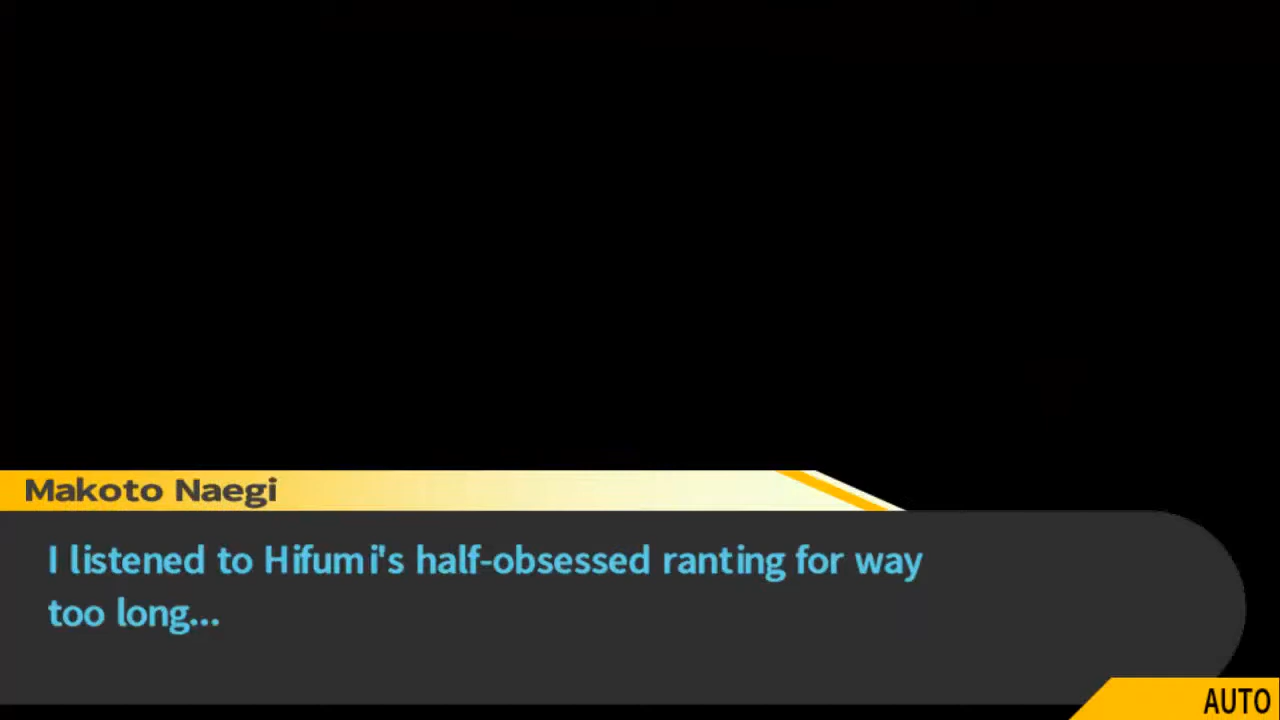 Makoto Naegi
I listened to Hifumi's half-obsessed ranting for way
too long...
AUTO